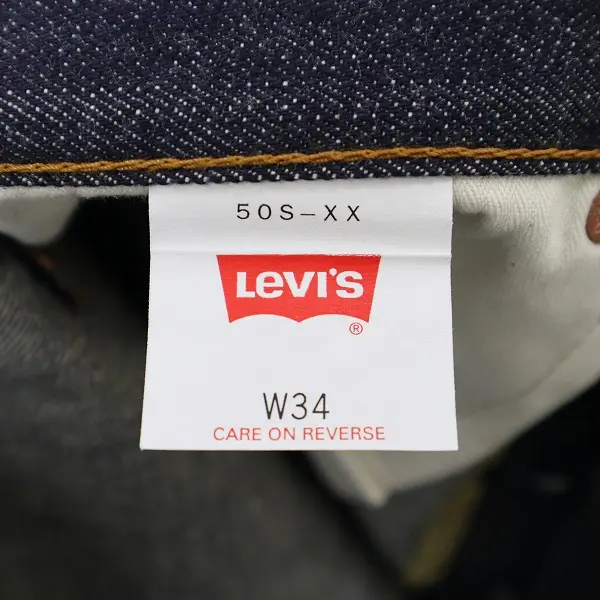 50S-XX
LEVI'S
®
W34
CARE ON REVERSE